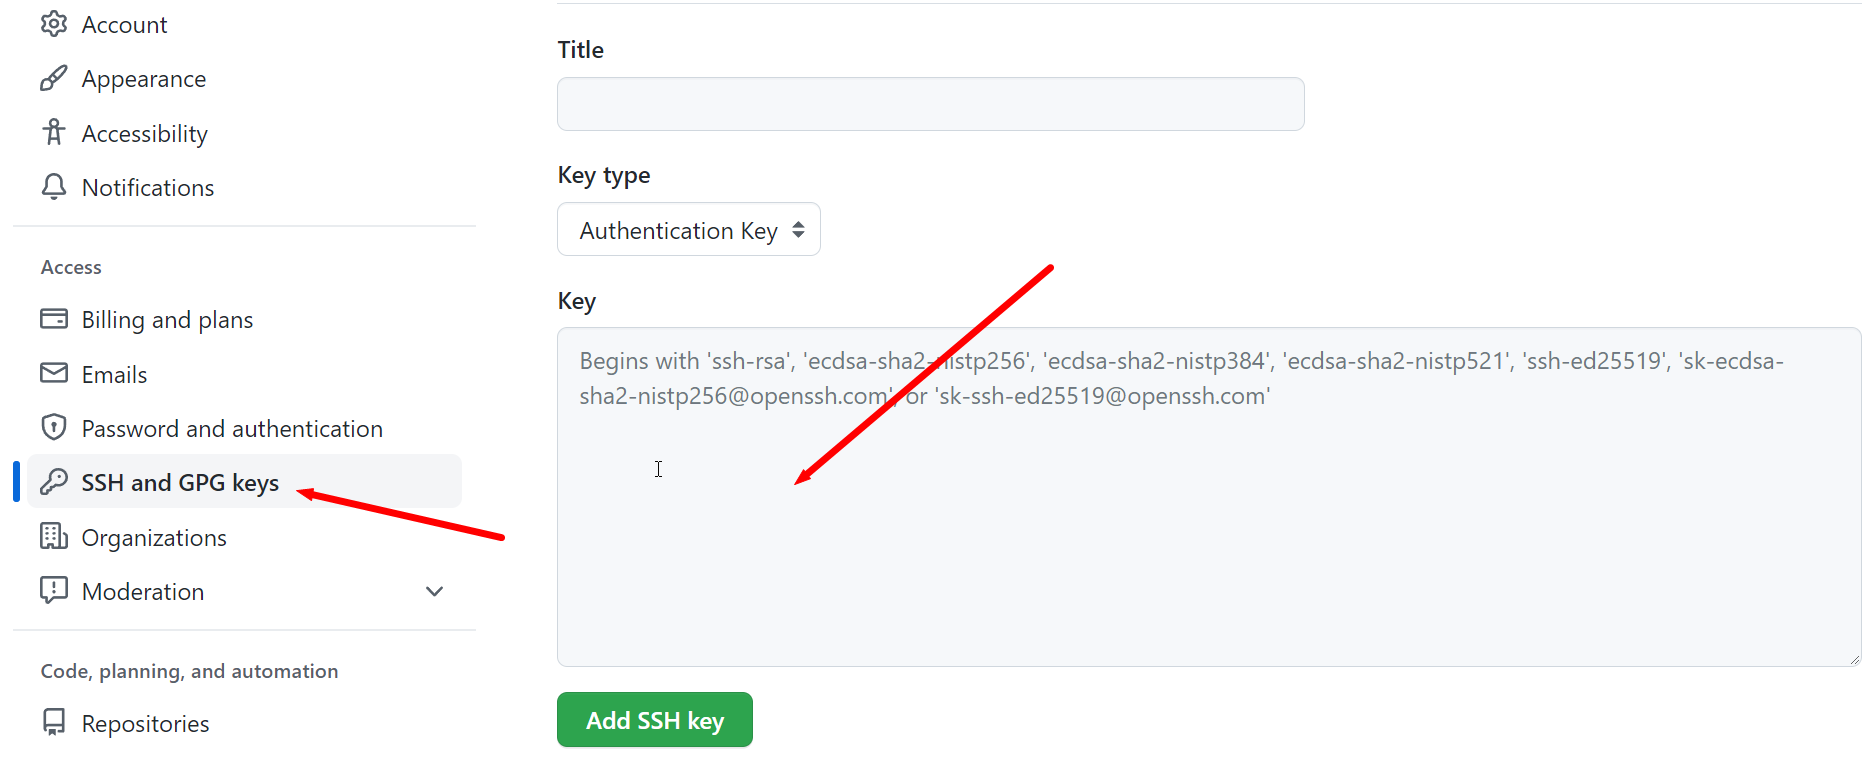 Account
Appearance
Accessibility
Notifications
Access
Billing and plans
Emails
Password and authentication
SSH and GPG keys
Organizations
Moderation
Code, planning, and automation
Repositories
Title
Key type
Authentication Key
Key
Begins with 'ssh-rsa', 'ecdsa-sha2-nistp256', 'ecdsa-sha2-nistp384', 'ecdsa-sha2-nistp521', 'ssh-ed25519', 'sk-ecdsa-
sha2-nistp256@openssh.com', or 'sk-ssh-ed25519@openssh.com'
Add SSH key